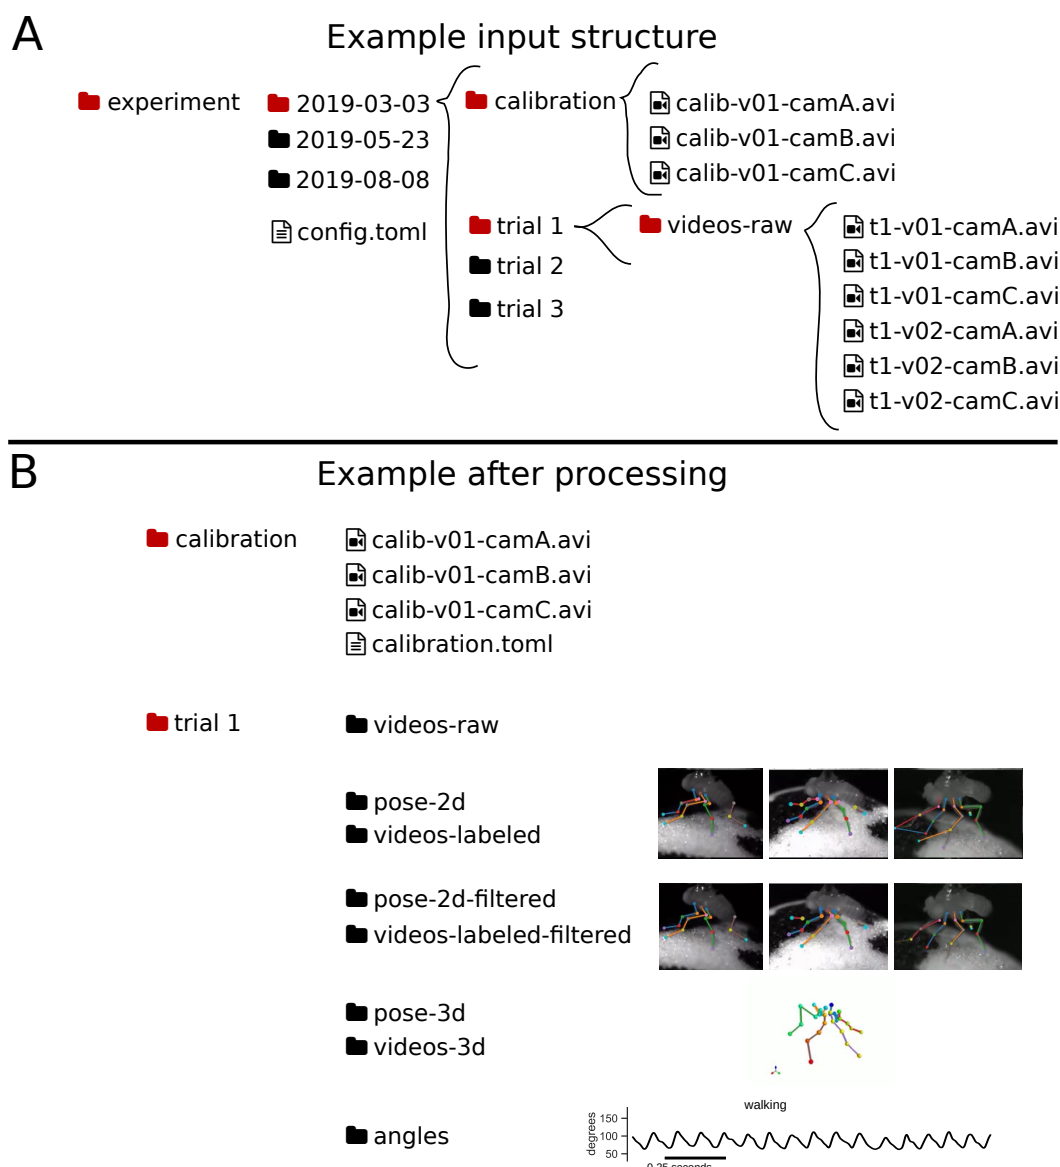 A
Example input structure
experiment
2019-03-03
2019-05-23
2019-08-08
config.toml
calibration
calib-v01-camA.avi
calib-v01-camB.avi
calib-v01-camC.avi
trial 1
trial 2
trial 3
videos-raw
t1-v01-camA.avi
t1-v01-camB.avi
t1-v01-camC.avi
t1-v02-camA.avi
t1-v02-camB.avi
t1-v02-camC.avi
B
Example after processing
calibration
calib-v01-camA.avi
calib-v01-camB.avi
calib-v01-camC.avi
calibration.toml
trial 1
videos-raw
pose-2d
videos-labeled
pose-2d-filtered
videos-labeled-filtered
pose-3d
videos-3d
angles
walking
degrees
150
100
50
0.25 seconds